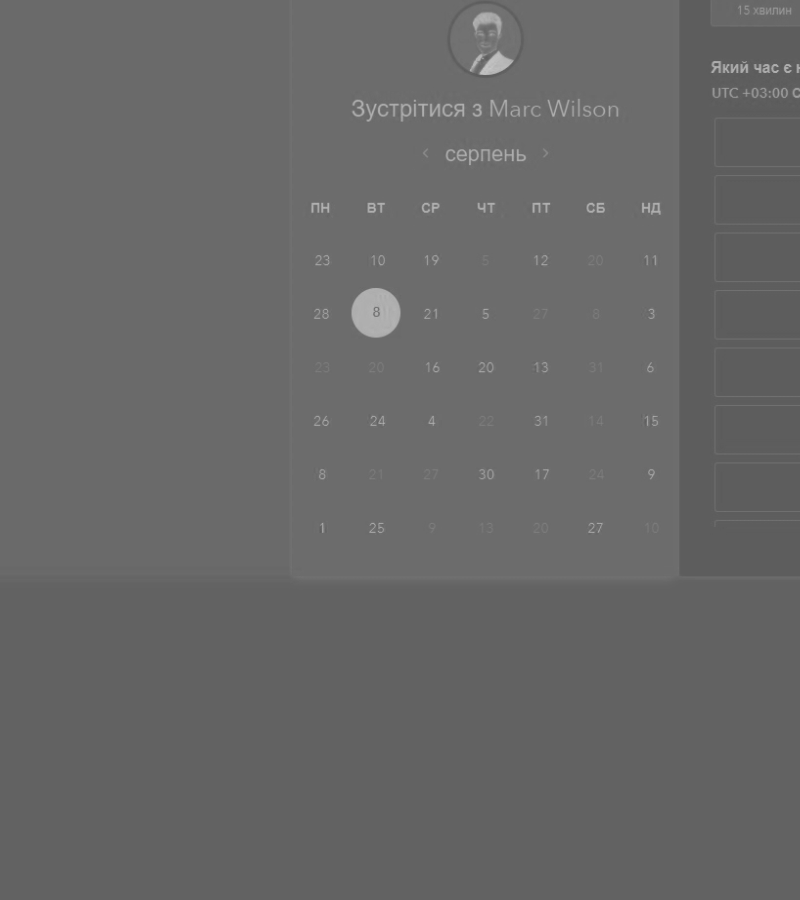 15 хвилин
Зустрітися з Marc Wilson
серпень
ПН ВТ СР ЧТ ПТ СБ НД
23 10 19 5 12 20 11
28 8 21 5 27 8 3
23 20 16 20 13 31 6
26 24 4 22 31 14 15
8 21 27 30 17 24 9
1 25 9 13 20 27 10
Який час є
UTC +03:00